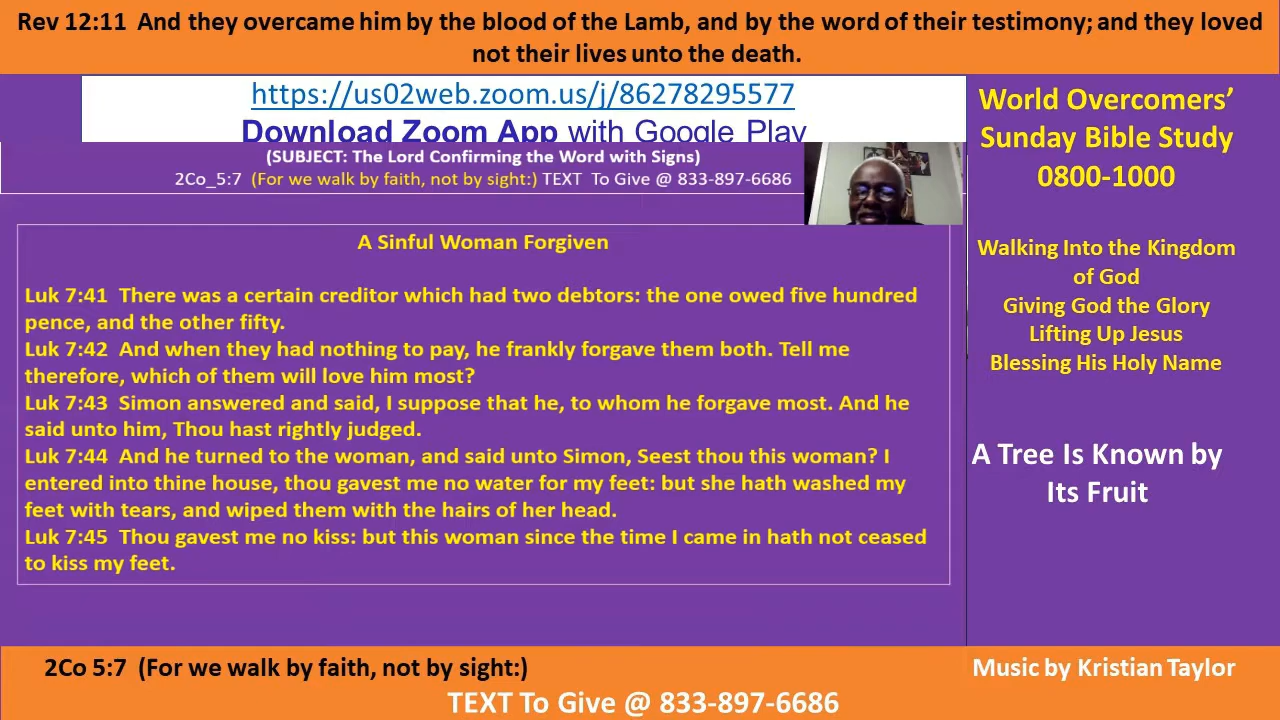 Rev 12:11  And they overcame him by the blood of the Lamb, and by the word of their testimony; and they loved
not their lives unto the death.
https://us02web.zoom.us/j/86278295577
Download Zoom App with Google Play
(SUBJECT: The Lord Confirming the Word with Signs)
2Co_5:7  (For we walk by faith, not by sight:) TEXT  To Give @ 833-897-6686
A Sinful Woman Forgiven
Luk 7:41  There was a certain creditor which had two debtors: the one owed five hundred
pence, and the other fifty.
Luk 7:42  And when they had nothing to pay, he frankly forgave them both. Tell me
therefore, which of them will love him most?
Luk 7:43  Simon answered and said, I suppose that he, to whom he forgave most. And he
said unto him, Thou hast rightly judged.
Luk 7:44  And he turned to the woman, and said unto Simon, Seest thou this woman? I
entered into thine house, thou gavest me no water for my feet: but she hath washed my
feet with tears, and wiped them with the hairs of her head.
Luk 7:45  Thou gavest me no kiss: but this woman since the time I came in hath not ceased
to kiss my feet.
World Overcomers’
Sunday Bible Study
0800-1000
Walking Into the Kingdom
of God
Giving God the Glory
Lifting Up Jesus
Blessing His Holy Name
A Tree Is Known by
Its Fruit
2Co 5:7  (For we walk by faith, not by sight:)
Music by Kristian Taylor
TEXT To Give @ 833-897-6686